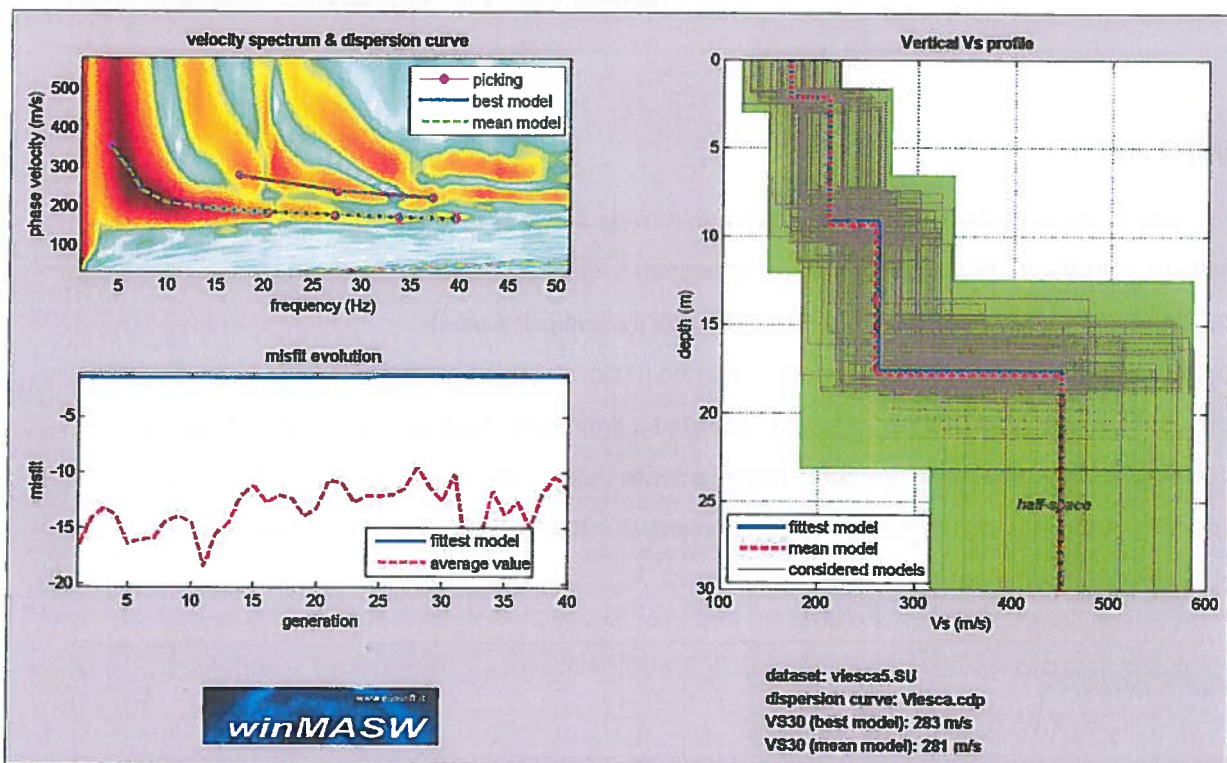 velocity spectrum & dispersion curve
phase velocity (m/s)
500
400
300
200
100
picking
best model
mean model
5
10
15
20
25
30
35
40
45
50
frequency (Hz)
misfit evolution
misfit
-5
-10
-15
-20
fittest model
average value
5
10
15
20
25
30
35
40
generation
winMASW
Vertical Vs profile
depth (m)
0
5
10
15
20
25
30
half-space
fittest model
mean model
considered models
100
200
300
400
500
600
Vs (m/s)
dataset: viesca5.SU
dispersion curve: Viesca.cdp
VS30 (best model): 283 m/s
VS30 (mean model): 281 m/s